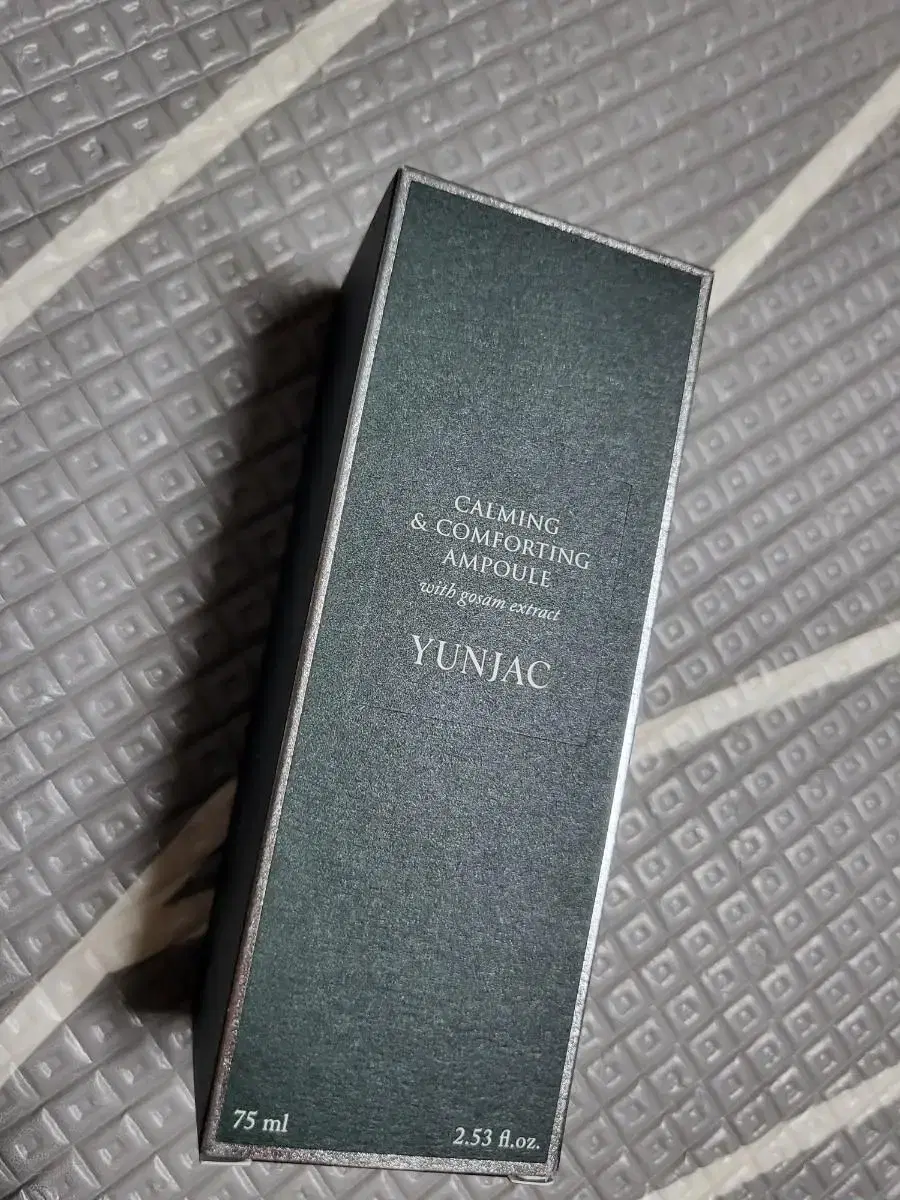 CALMING
& COMFORTING
AMPOULE
with gosam extract
YUNJAC
75 ml
2.53 fl.oz.